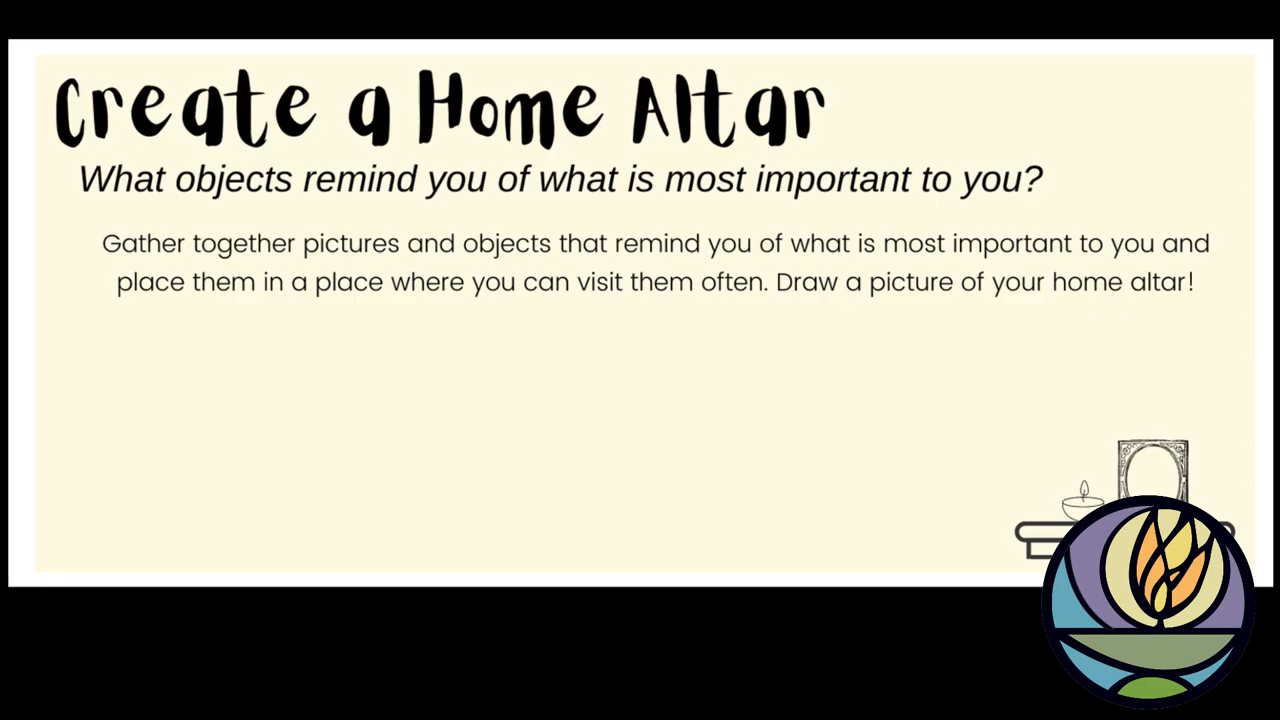 Create a Home Altar
What objects remind you of what is most important to you?
Gather together pictures and objects that remind you of what is most important to you and
place them in a place where you can visit them often. Draw a picture of your home altar!